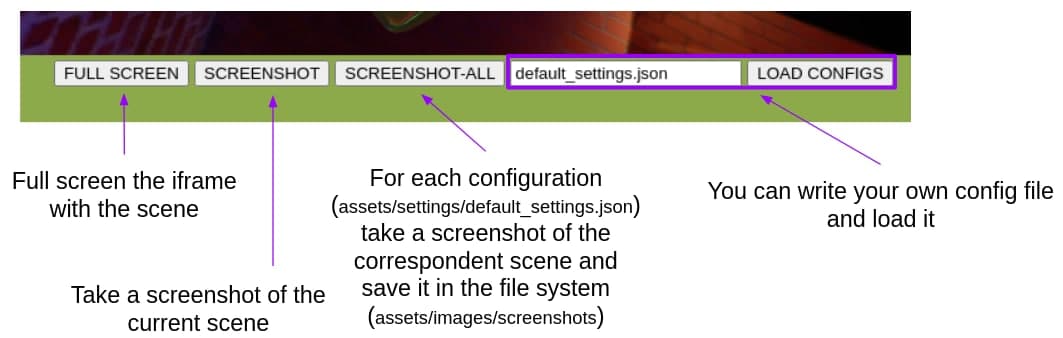 FULL SCREEN SCREENSHOT SCREENSHOT-ALL default_settings.json LOAD CONFIGS
Full screen the iframe
with the scene
Take a screenshot of the
current scene
For each configuration
(assets/settings/default_settings.json)
take a screenshot of the
correspondent scene and
save it in the file system
(assets/images/screenshots)
You can write your own config file
and load it